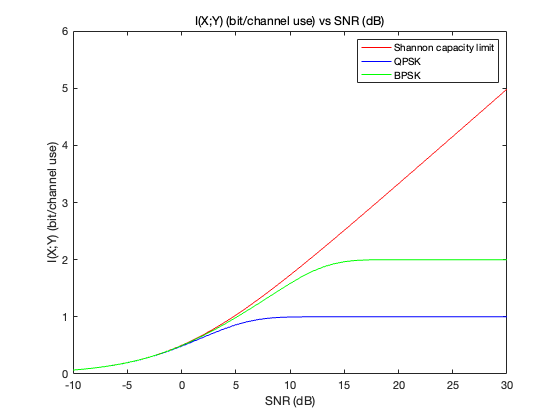 I(X;Y) (bit/channel use) vs SNR (dB)
Shannon capacity limit
QPSK
BPSK
I(X;Y) (bit/channel use)
6
5
4
3
2
1
0
-10
-5
0
5
10
15
20
25
30
SNR (dB)